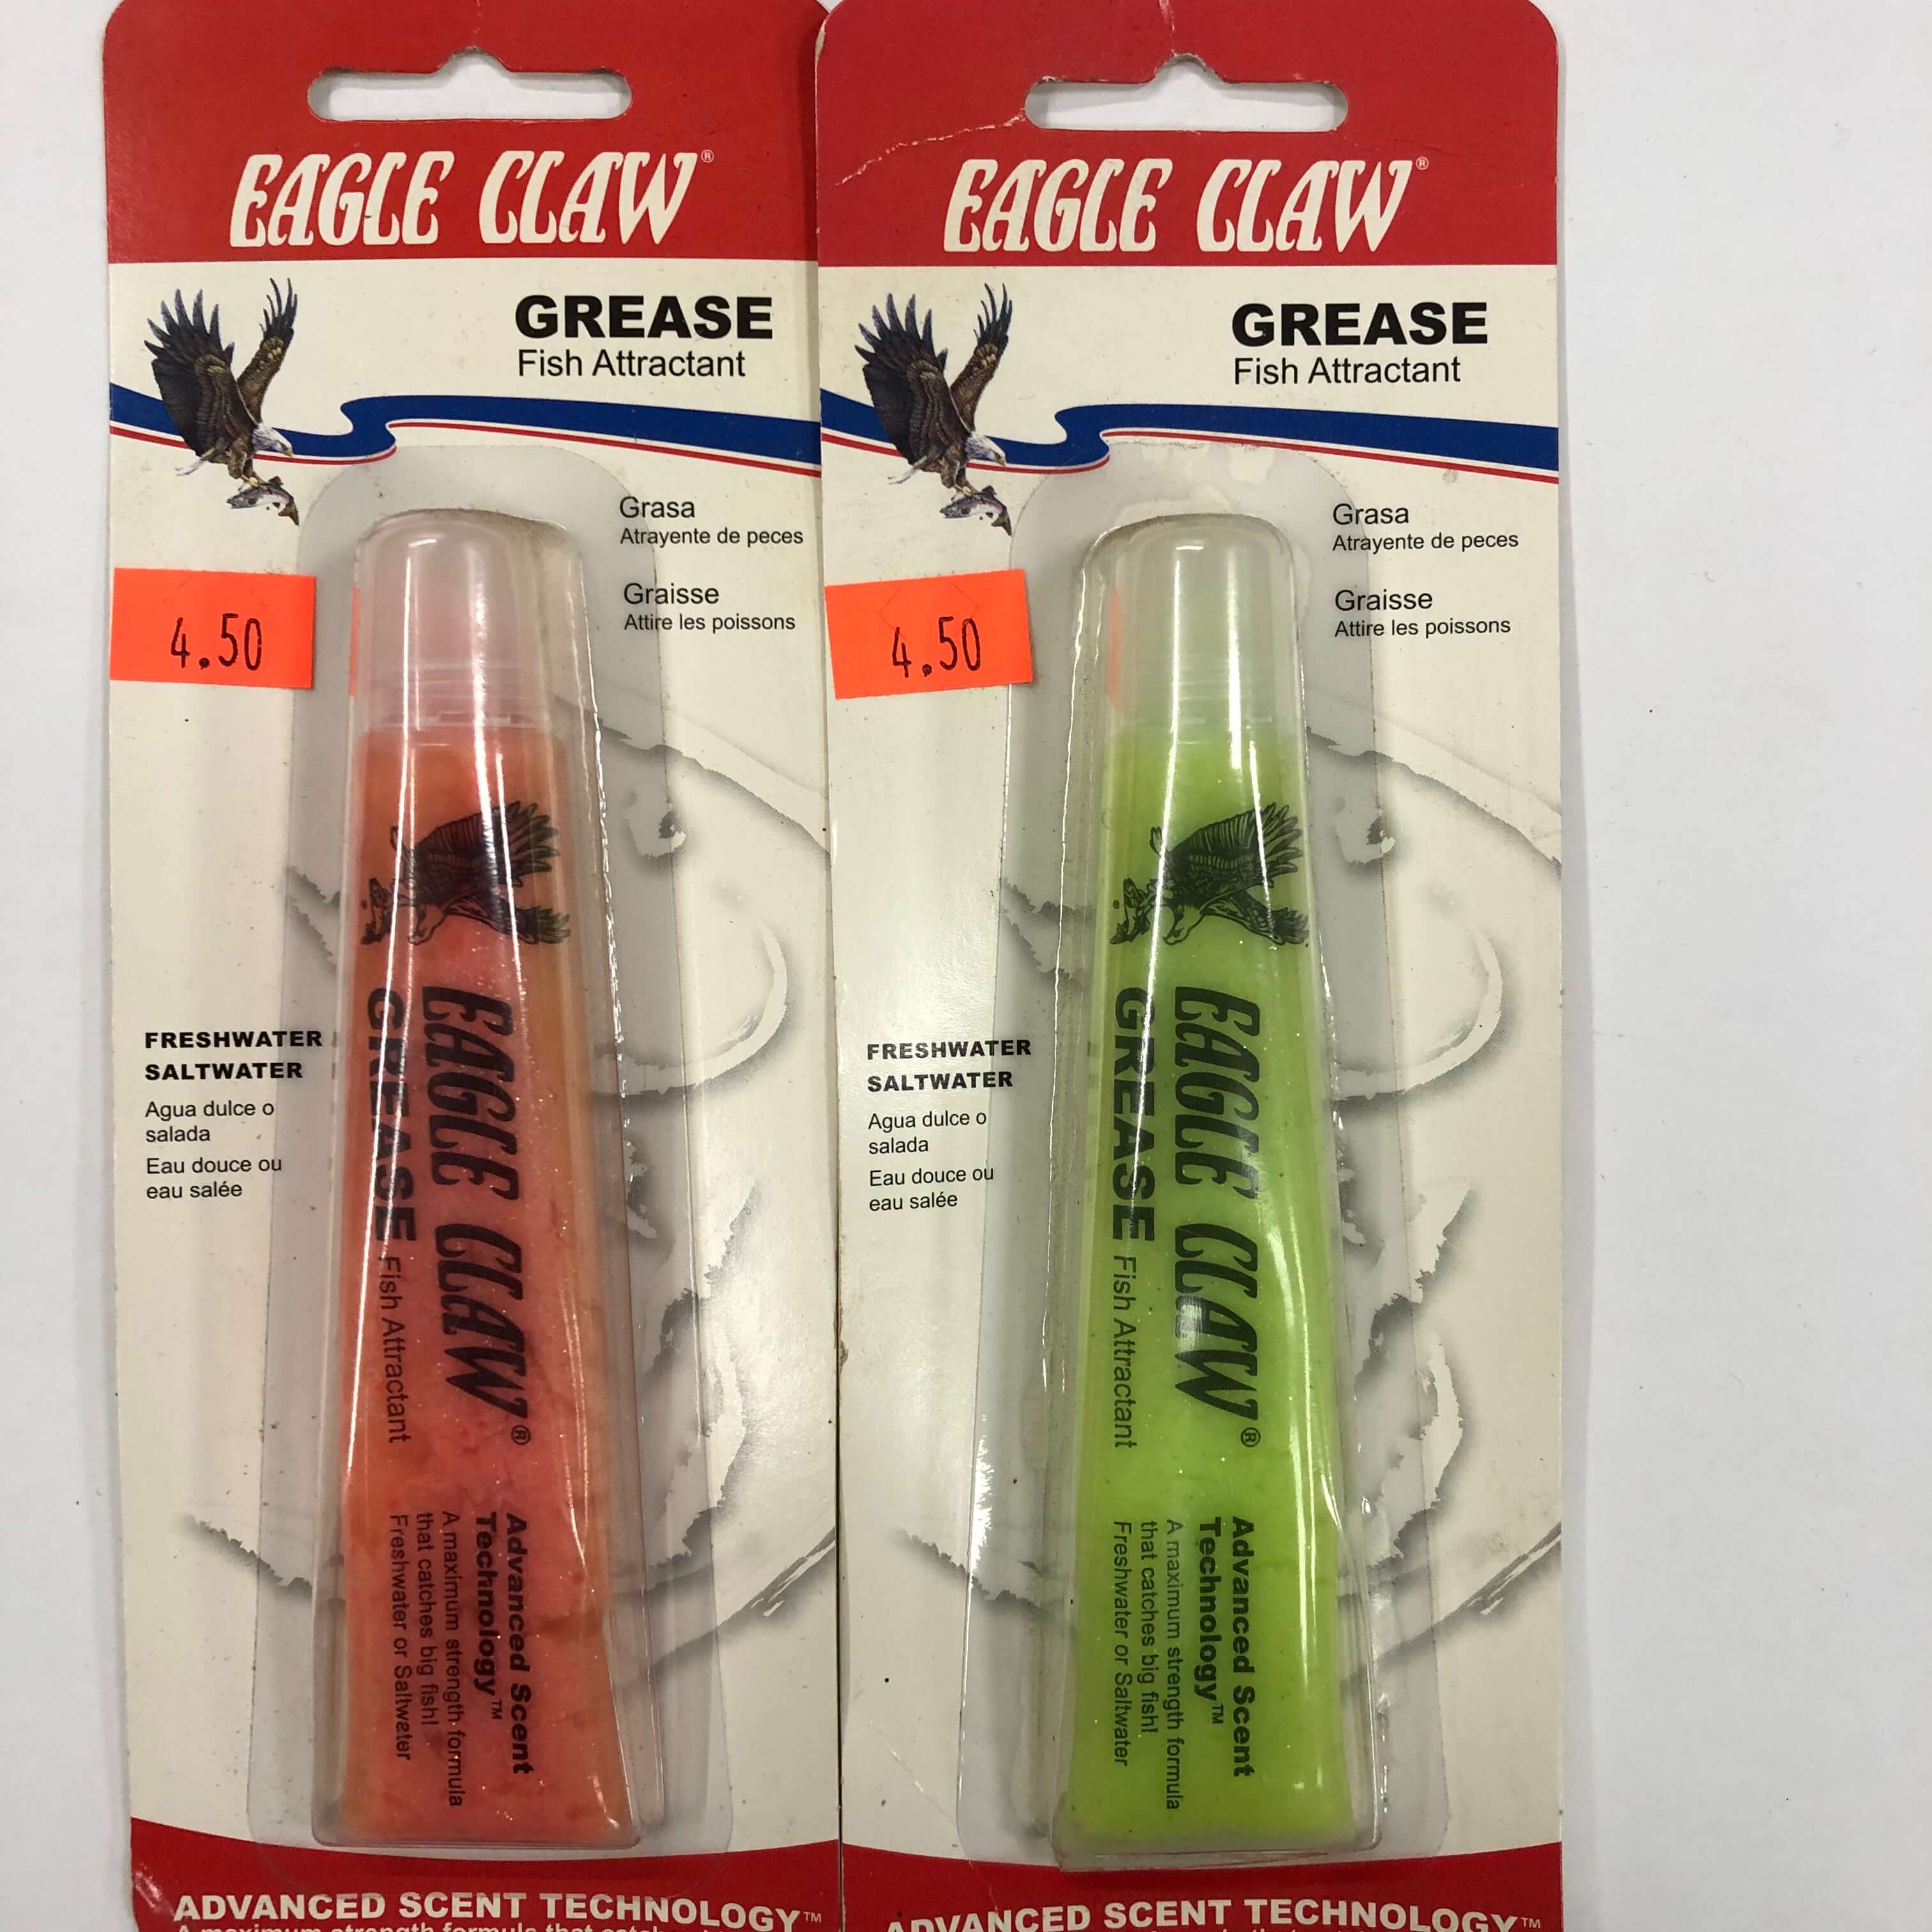 EAGLE CLAW®
GREASE
Fish Attractant
Grasa
Atrayente de peces
Graisse
Attire les poissons
4.50
FRESHWATER
SALTWATER
Agua dulce o
salada
Eau douce ou
eau salée
EAGLE CLAW®
GREASE Fish Attractant
Advanced Scent
Technology™
A maximum strength formula
that catches big fish!
Freshwater or Saltwater
ADVANCED SCENT TECHNOLOGY™
A maximum strength formula that
EAGLE CLAW®
GREASE
Fish Attractant
Grasa
Atrayente de peces
Graisse
Attire les poissons
4.50
FRESHWATER
SALTWATER
Agua dulce o
salada
Eau douce ou
eau salée
EAGLE CLAW®
GREASE Fish Attractant
Advanced Scent
Technology™
A maximum strength formula
that catches big fish!
Freshwater or Saltwater
ADVANCED SCENT TECHNOLOGY™